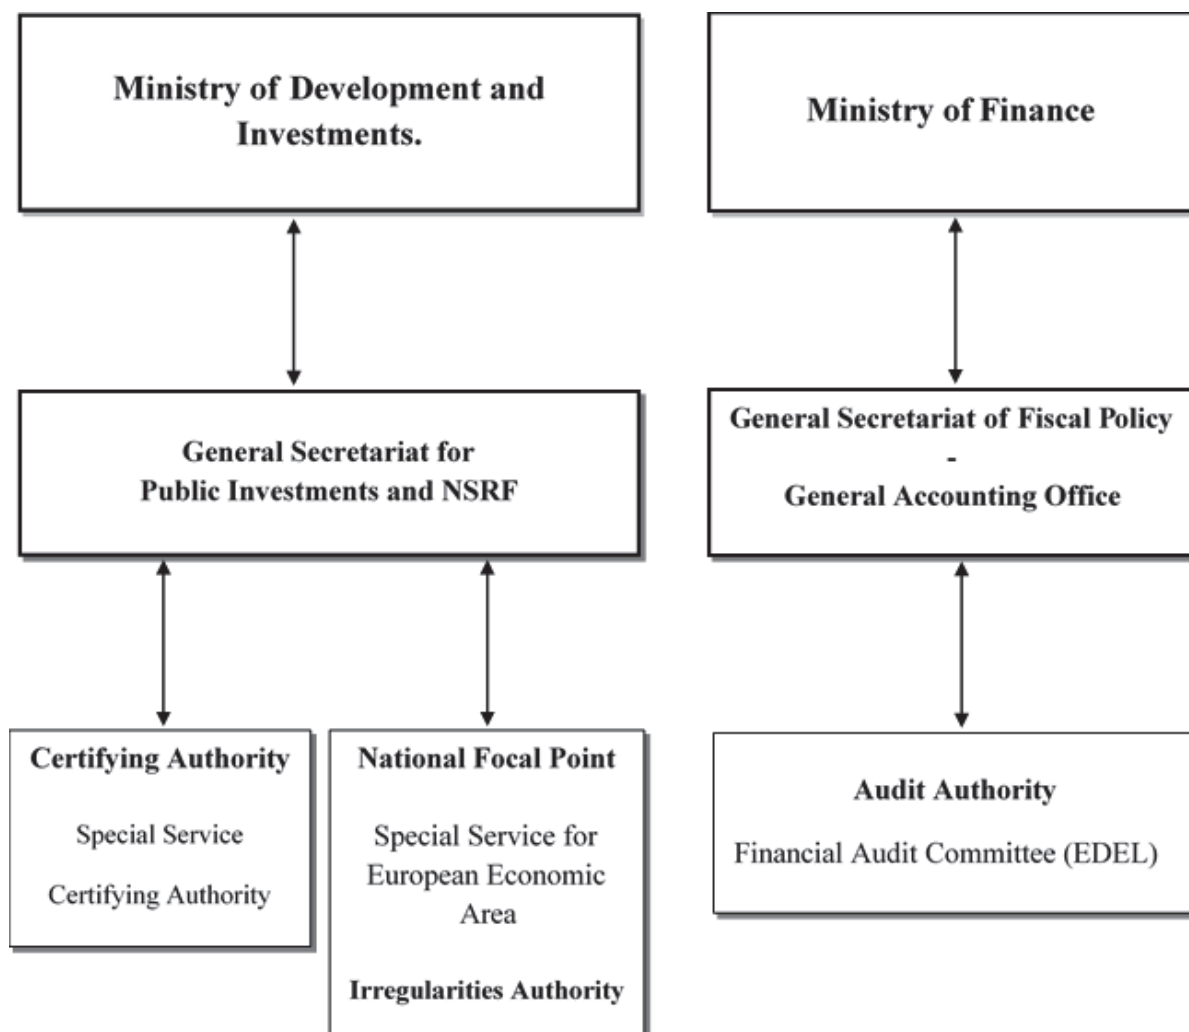 Ministry of Development and
Investments.
Ministry of Finance
General Secretariat for
Public Investments and NSRF
General Secretariat of Fiscal Policy
-
General Accounting Office
Certifying Authority
Special Service
Certifying Authority
National Focal Point
Special Service for
European Economic
Area
Irregularities Authority
Audit Authority
Financial Audit Committee (EDEL)